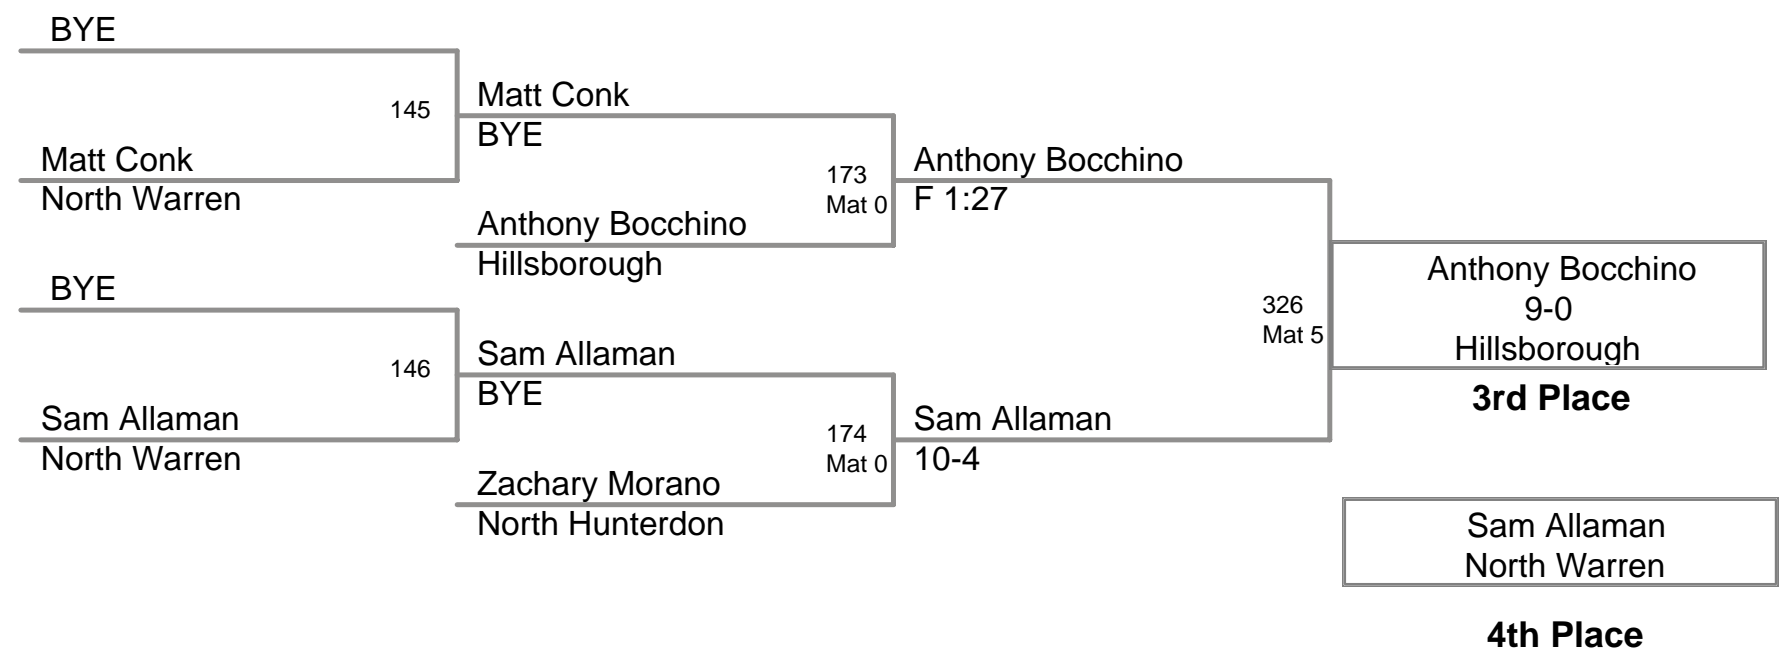 BYE
145
Matt Conk
North Warren
Matt Conk
BYE
173
Mat 0
Anthony Bocchino
Hillsborough
Anthony Bocchino
F 1:27
BYE
146
Sam Allaman
North Warren
Sam Allaman
BYE
174
Mat 0
Zachary Morano
North Hunterdon
Sam Allaman
10-4
326
Mat 5
Anthony Bocchino
9-0
Hillsborough
3rd Place
Sam Allaman
North Warren
4th Place